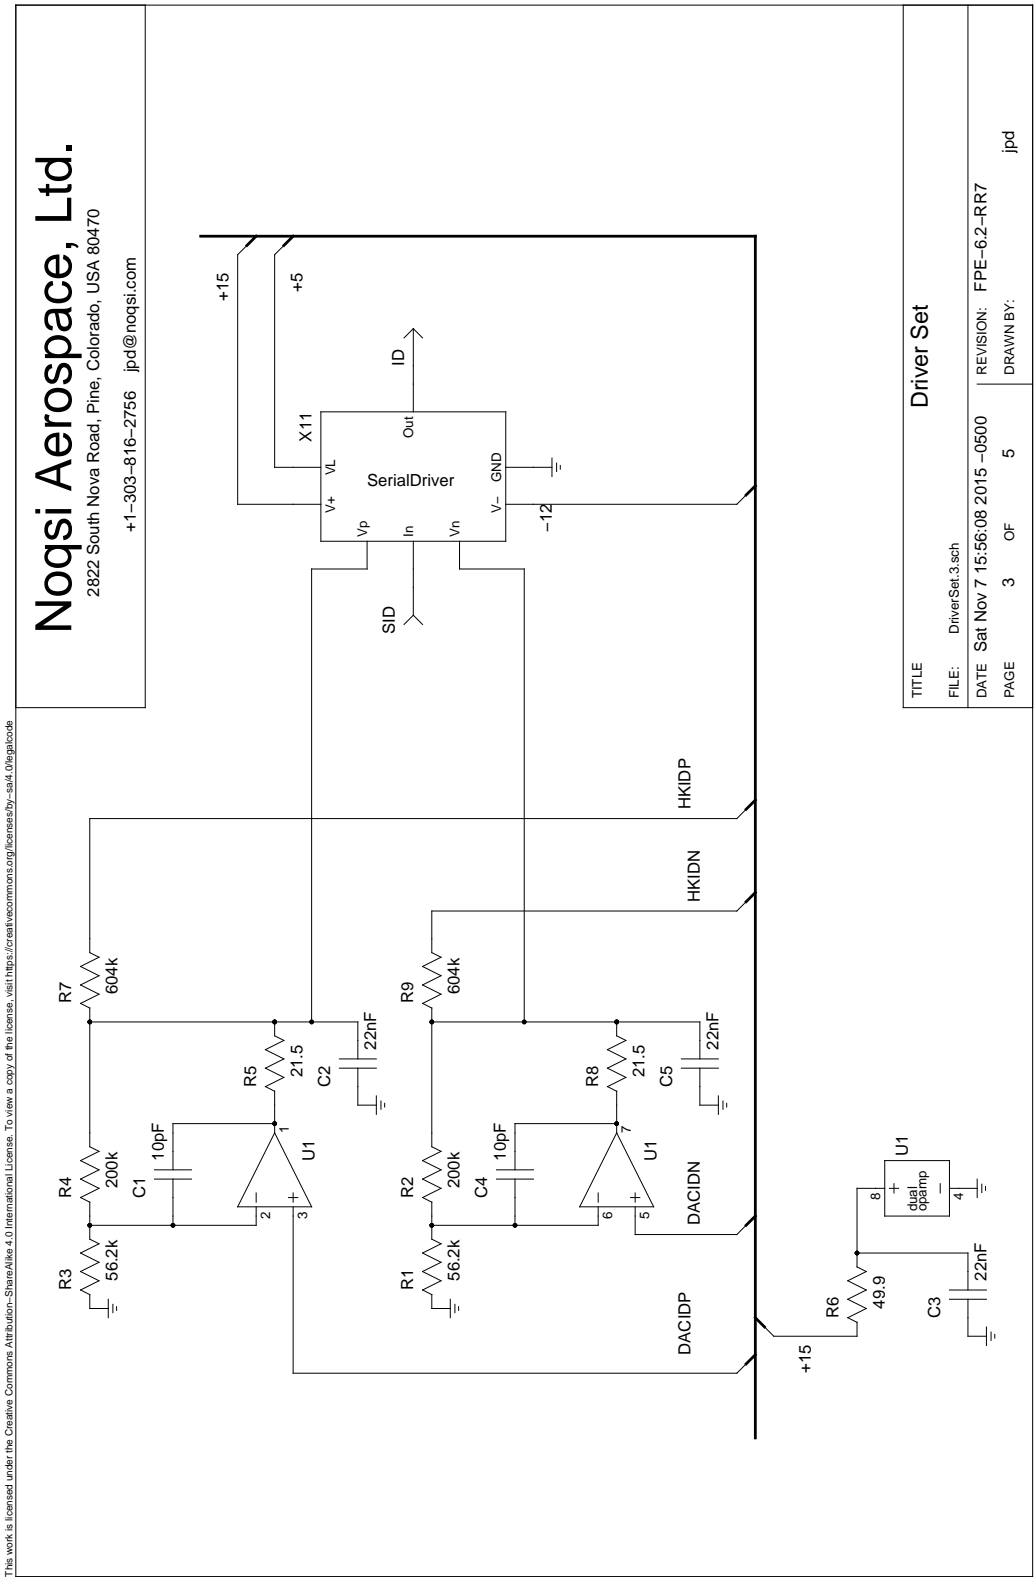 This work is licensed under the Creative Commons Attribution−ShareAlike 4.0 International License. To view a copy of the license, visit https://creativecommons.org/licenses/by−sa/4.0/legalcode
Noqsi Aerospace, Ltd.
2822 South Nova Road, Pine, Colorado, USA 80470
+1−303−816−2756 jpd@noqsi.com
R3
56.2k
R4
200k
R7
604k
C1
10pF
2
3
−
+
1
U1
R5
21.5
C2
22nF
R1
56.2k
R2
200k
R9
604k
C4
10pF
6
5
−
+
7
U1
R8
21.5
C5
22nF
DACIDP
DACIDN
HKIDN
HKIDP
+15
+5
X11
V+
VL
Vp
In
Vn
SerialDriver
Out
V−
GND
SID
ID
−12
+15
R6
49.9
C3
22nF
8
+
dual
opamp
−
4
U1
TITLE
Driver Set
FILE: DriverSet.3.sch
REVISION: FPE−6.2−RR7
DATE Sat Nov 7 15:56:08 2015 −0500
PAGE 3 OF 5
DRAWN BY: jpd